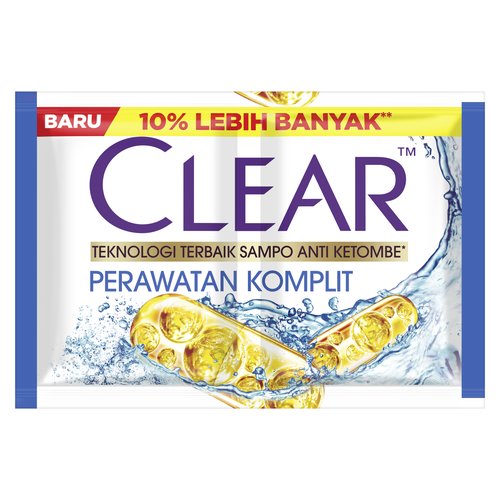 BARU 10% LEBIH BANYAK**
CLEAR™
TEKNOLOGI TERBAIK SAMPO ANTI KETOMBE*
PERAWATAN KOMPLIT